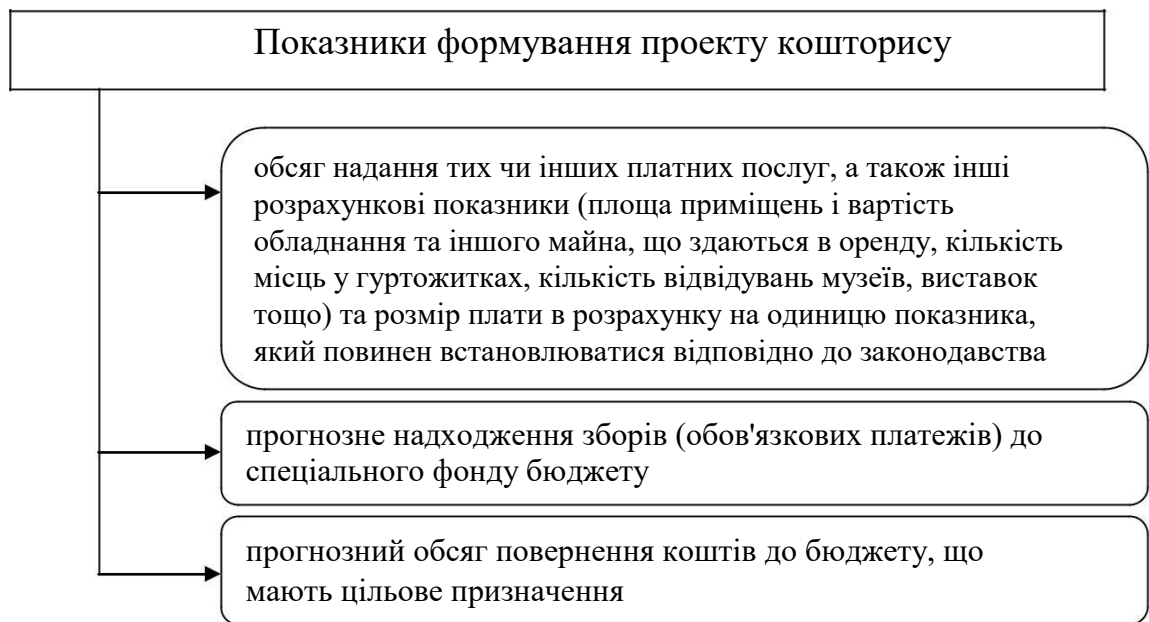 Показники формування проекту кошторису
обсяг надання тих чи інших платних послуг, а також інші
розрахункові показники (площа приміщень і вартість
обладнання та іншого майна, що здаються в оренду, кількість
місць у гуртожитках, кількість відвідувань музеїв, виставок
тощо) та розмір плати в розрахунку на одиницю показника,
який повинен встановлюватися відповідно до законодавства
прогнозне надходження зборів (обов'язкових платежів) до
спеціального фонду бюджету
прогнозний обсяг повернення коштів до бюджету, що
мають цільове призначення